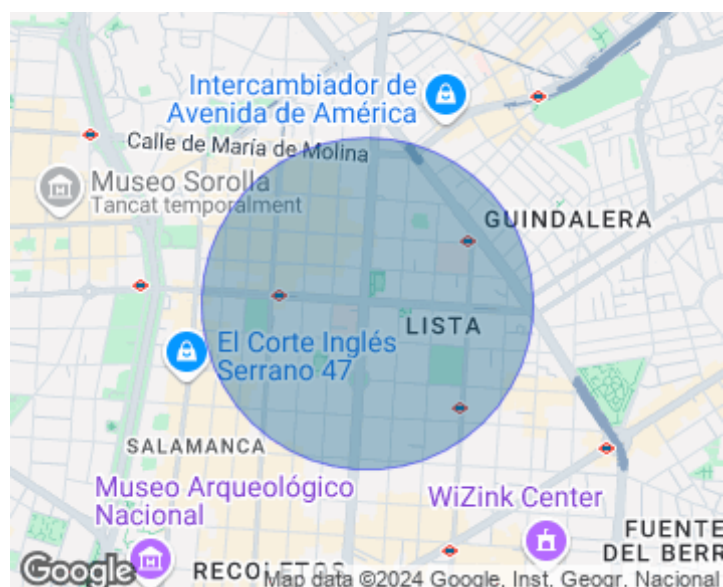 Intercambiador de
Avenida de América
Calle de María de Molina
Museo Sorolla
Tancat temporalment
GUINDALERA
LISTA
El Corte Inglés
Serrano 47
SALAMANCA
Museo Arqueológico
Nacional
WiZink Center
FUENTE
DEL BERR
RECOLETOS
Google
Map data ©2024 Google, Inst. Geogr. Nacional